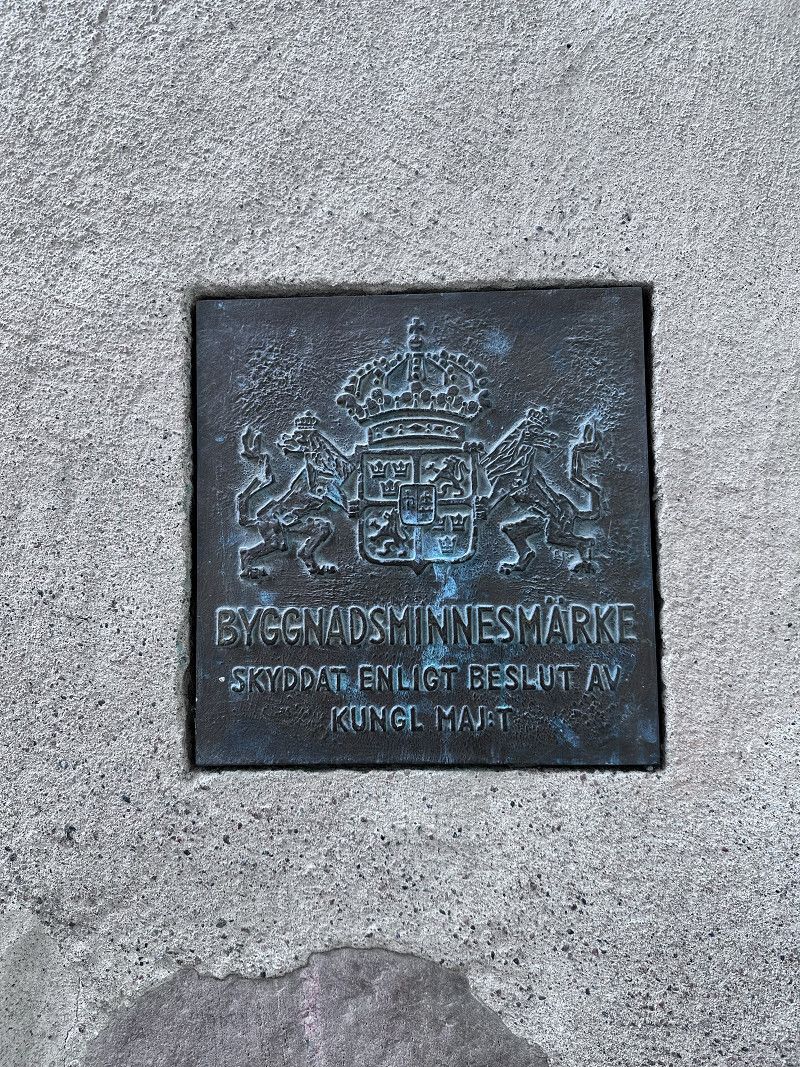 BYGGNADSMINNESMÄRKE
SKYDDAT ENLIGT BESLUT AV
KUNGL MAJ:T